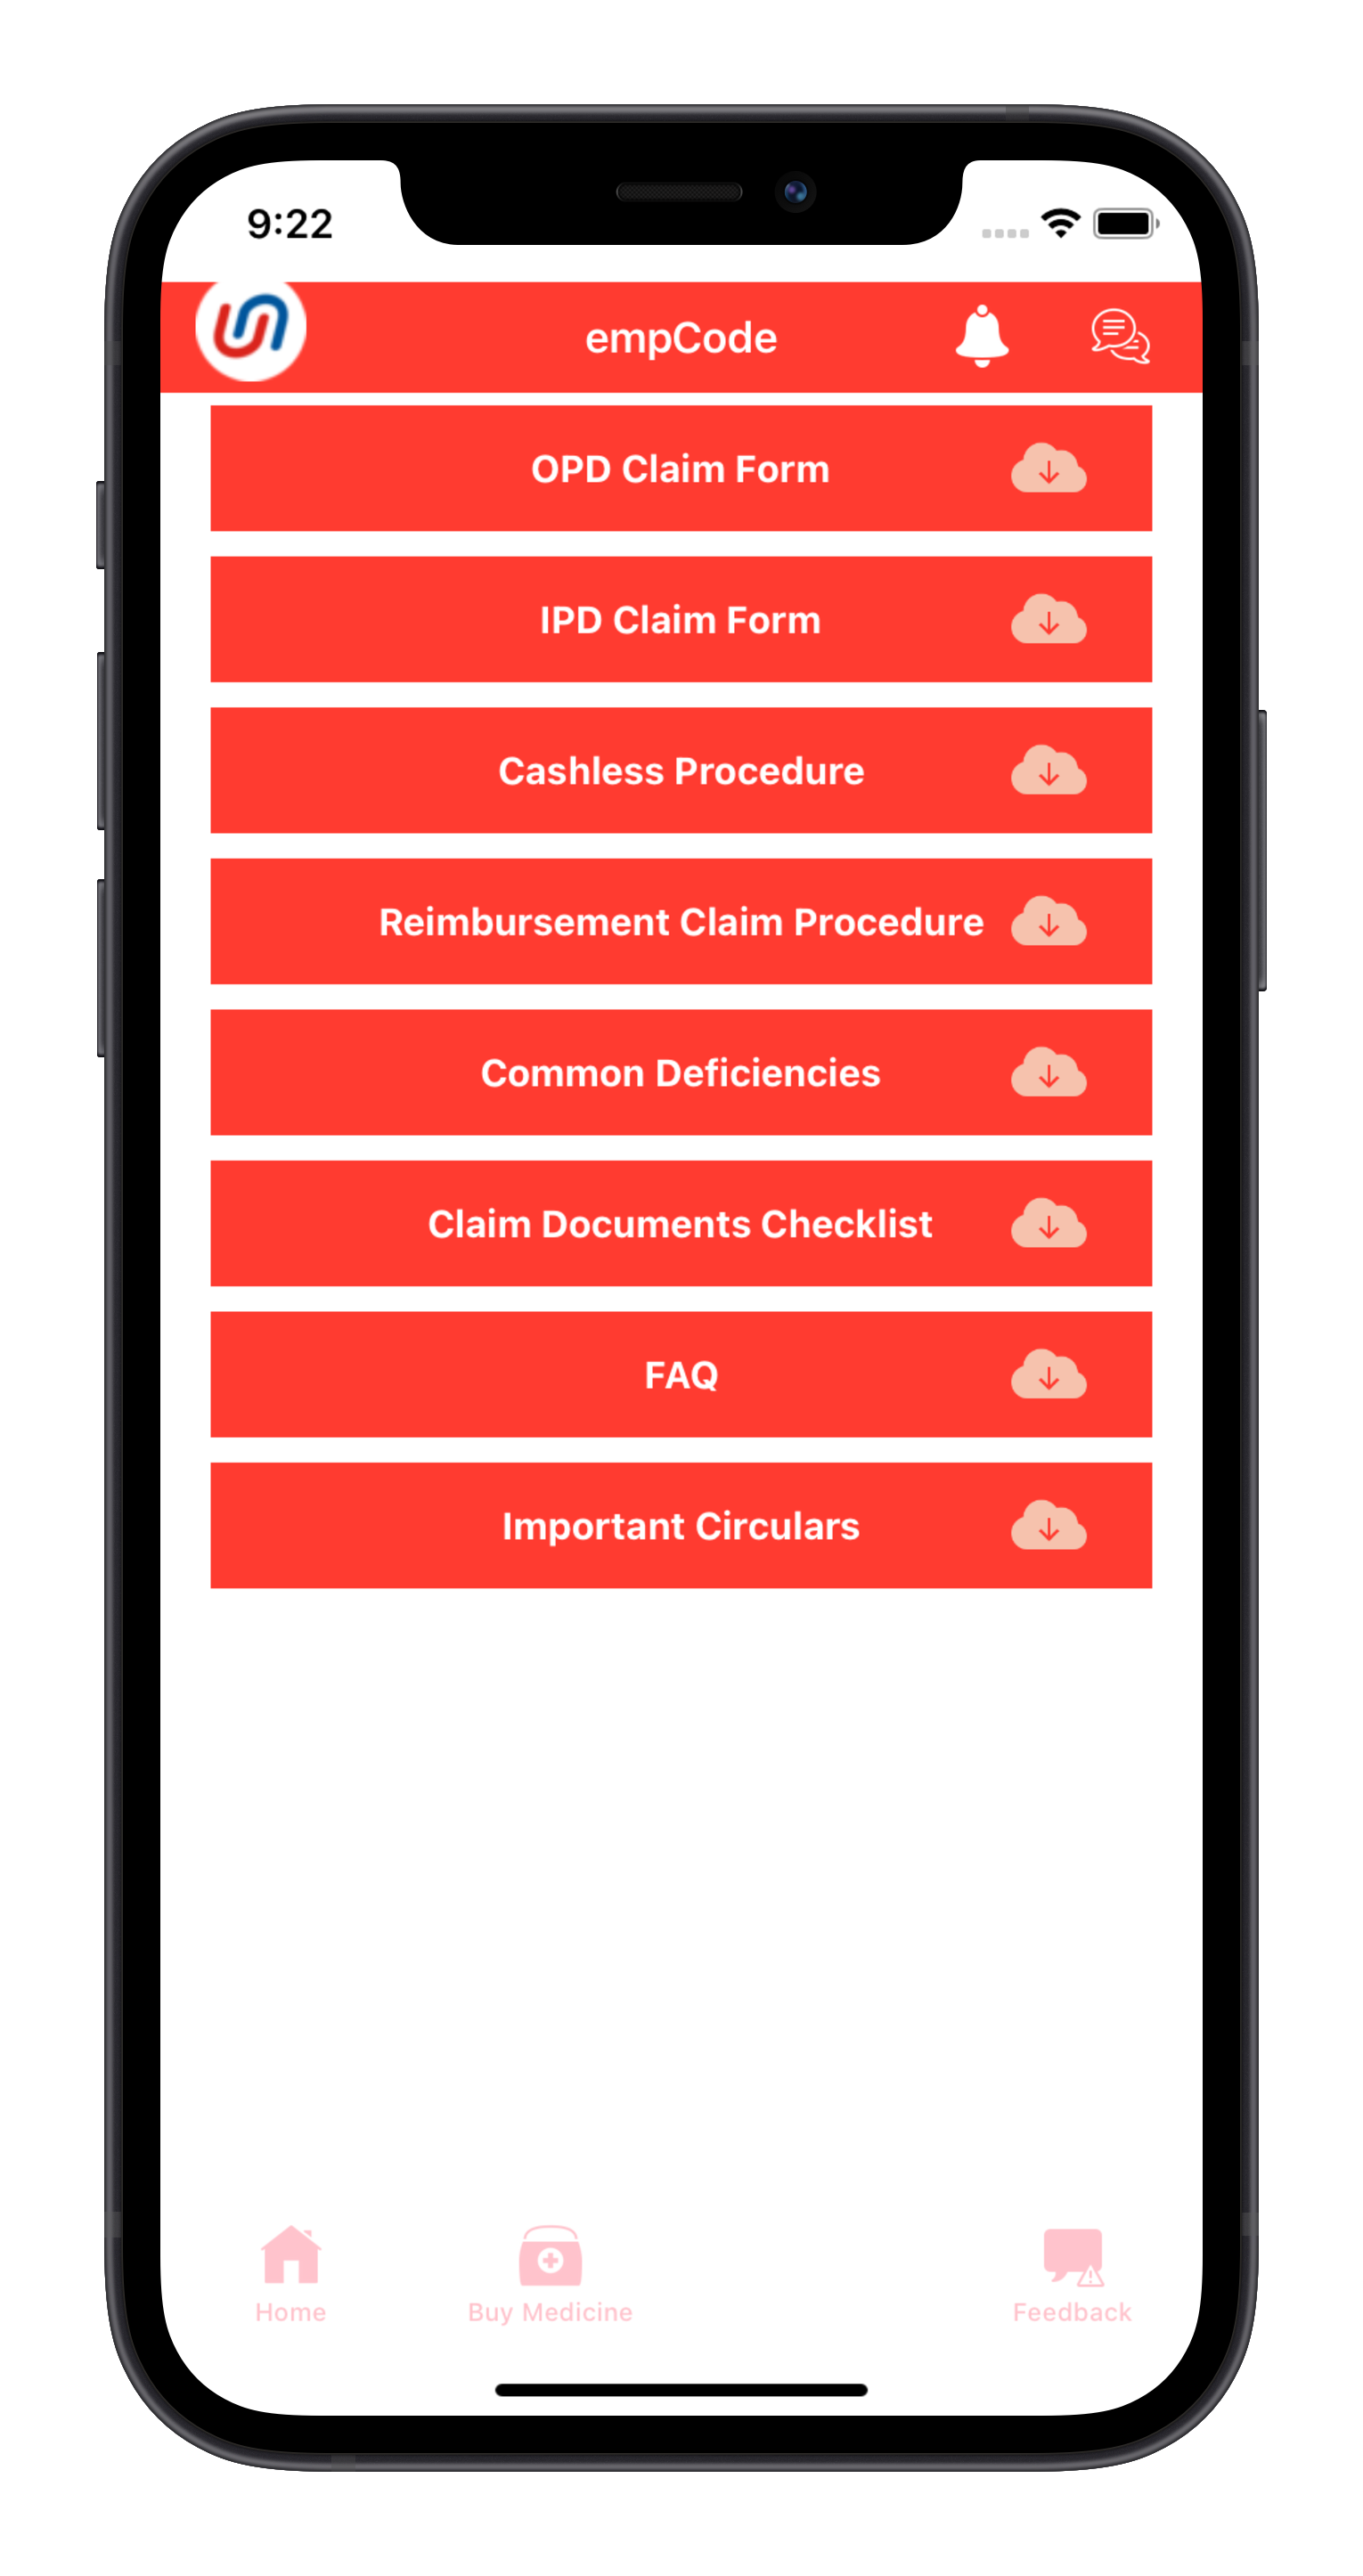 9:22
empCode
OPD Claim Form
IPD Claim Form
Cashless Procedure
Reimbursement Claim Procedure
Common Deficiencies
Claim Documents Checklist
FAQ
Important Circulars
Home
Buy Medicine
Feedback